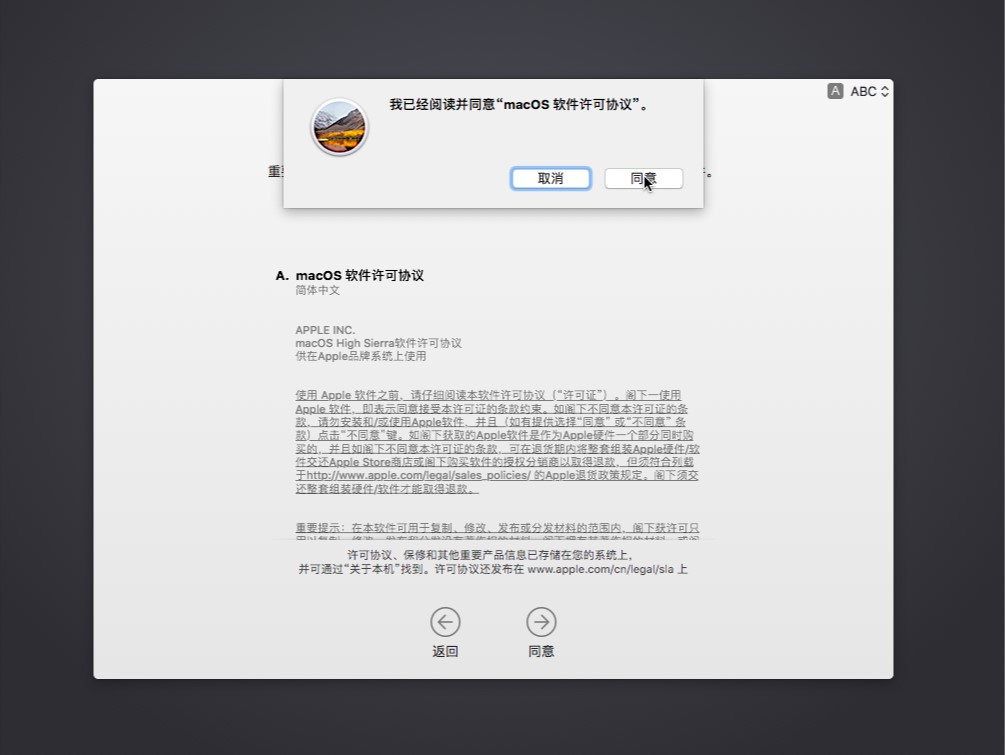 A ABC
我已经阅读并同意“macOS 软件许可协议”。
重
取消 同意
A. macOS 软件许可协议
简体中文
APPLE INC.
macOS High Sierra软件许可协议
供在Apple品牌系统上使用
使用 Apple 软件之前，请仔细阅读本软件许可协议（“许可证”）。阁下一使用
Apple 软件，即表示同意接受本许可证的条款约束。如阁下不同意本许可证的条
款，请勿安装和/或使用Apple软件，并且（如有提供选择“同意” 或“不同意” 条
款）点击“不同意”键。如阁下获取的Apple软件是作为Apple硬件一个部分同时购
买的，并且如阁下不同意本许可证的条款，可在退货期内将整套组装Apple硬件/软
件交还Apple Store商店或阁下购买软件的授权分销商以取得退款，但须符合列载
于http://www.apple.com/legal/sales_policies/ 的Apple退货政策规定。阁下须交
还整套组装硬件/软件才能取得退款。
重要提示：在本软件可用于复制、修改、发布或分发材料的范围内，阁下获许可只
许可协议、保修和其他重要产品信息已存储在您的系统上，
并可通过“关于本机”找到。许可协议还发布在 www.apple.com/cn/legal/sla 上
返回 同意